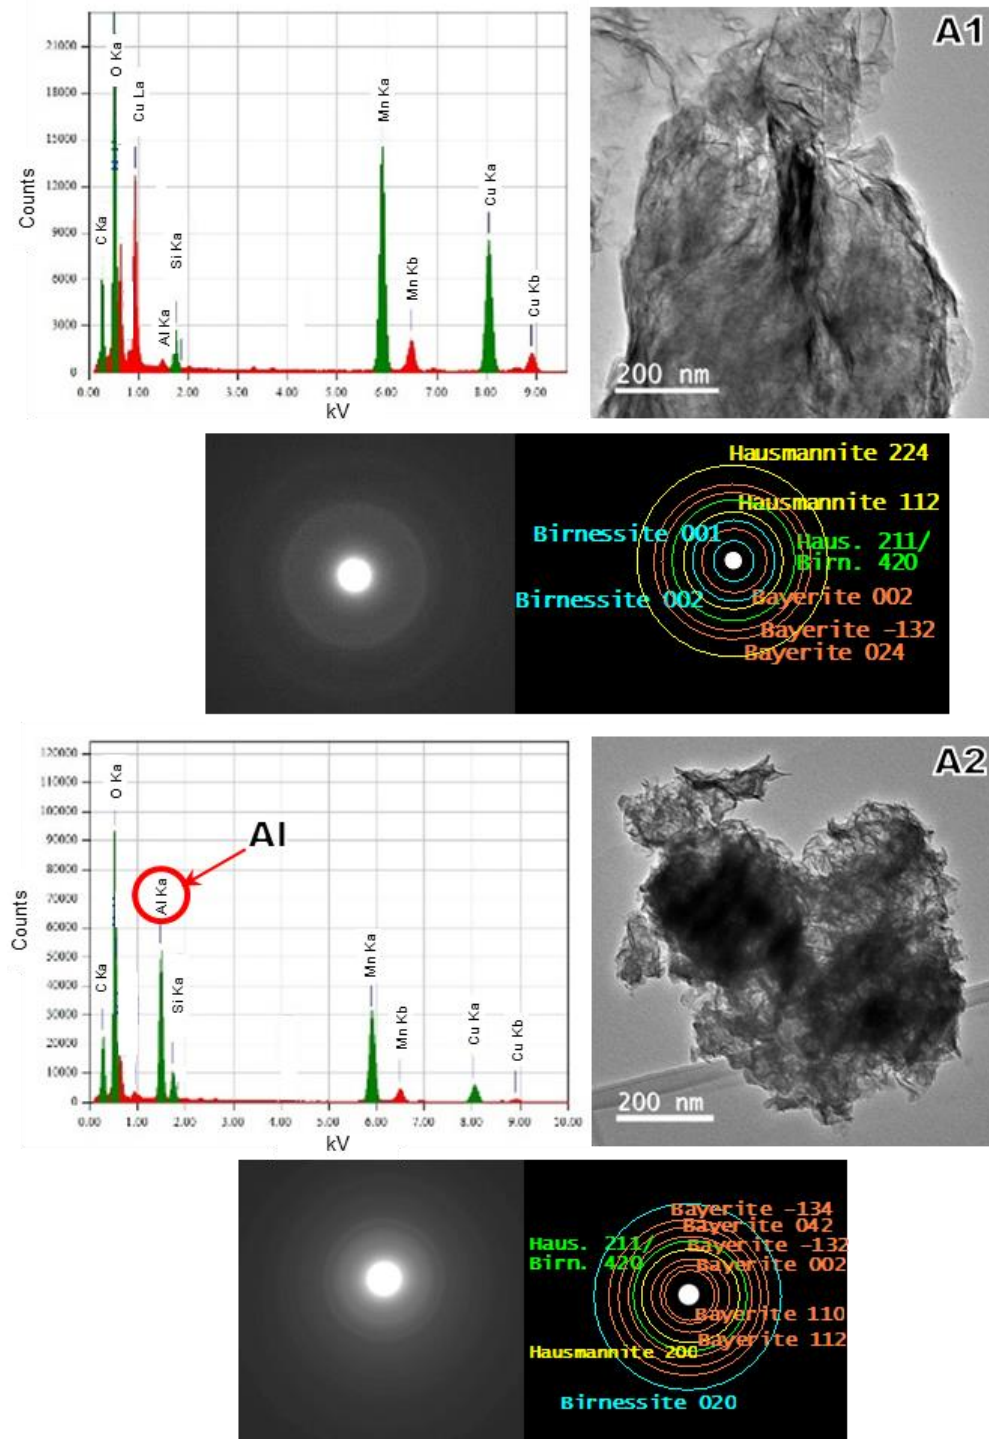 A1
21000
18000
15000
12000
9000
6000
3000
0
Counts
C Ka
O Ka
Cu La
Al Ka
Si Ka
Mn Ka
Mn Kb
Cu Ka
Cu Kb
0.00 1.00 2.00 3.00 4.00 5.00 6.00 7.00 8.00 9.00
kV
200 nm
Hausmannite 224
Hausmannite 112
Birnessite 001
Haus. 211/
Birn. 420
Birnessite 002
Bayerite 002
Bayerite -132
Bayerite 024
A2
120000
110000
100000
90000
80000
70000
60000
50000
40000
30000
20000
10000
0
Counts
C Ka
O Ka
Al Ka
Al
Si Ka
Mn Ka
Mn Kb
Cu Ka
Cu Kb
0.00 1.00 2.00 3.00 4.00 5.00 6.00 7.00 8.00 9.00 10.00
kV
200 nm
Bayerite -134
Bayerite 042
Haus. 211/
Birn. 420
Bayerite -132
Bayerite 002
Bayerite 110
Bayerite 112
Hausmannite 200
Birnessite 020